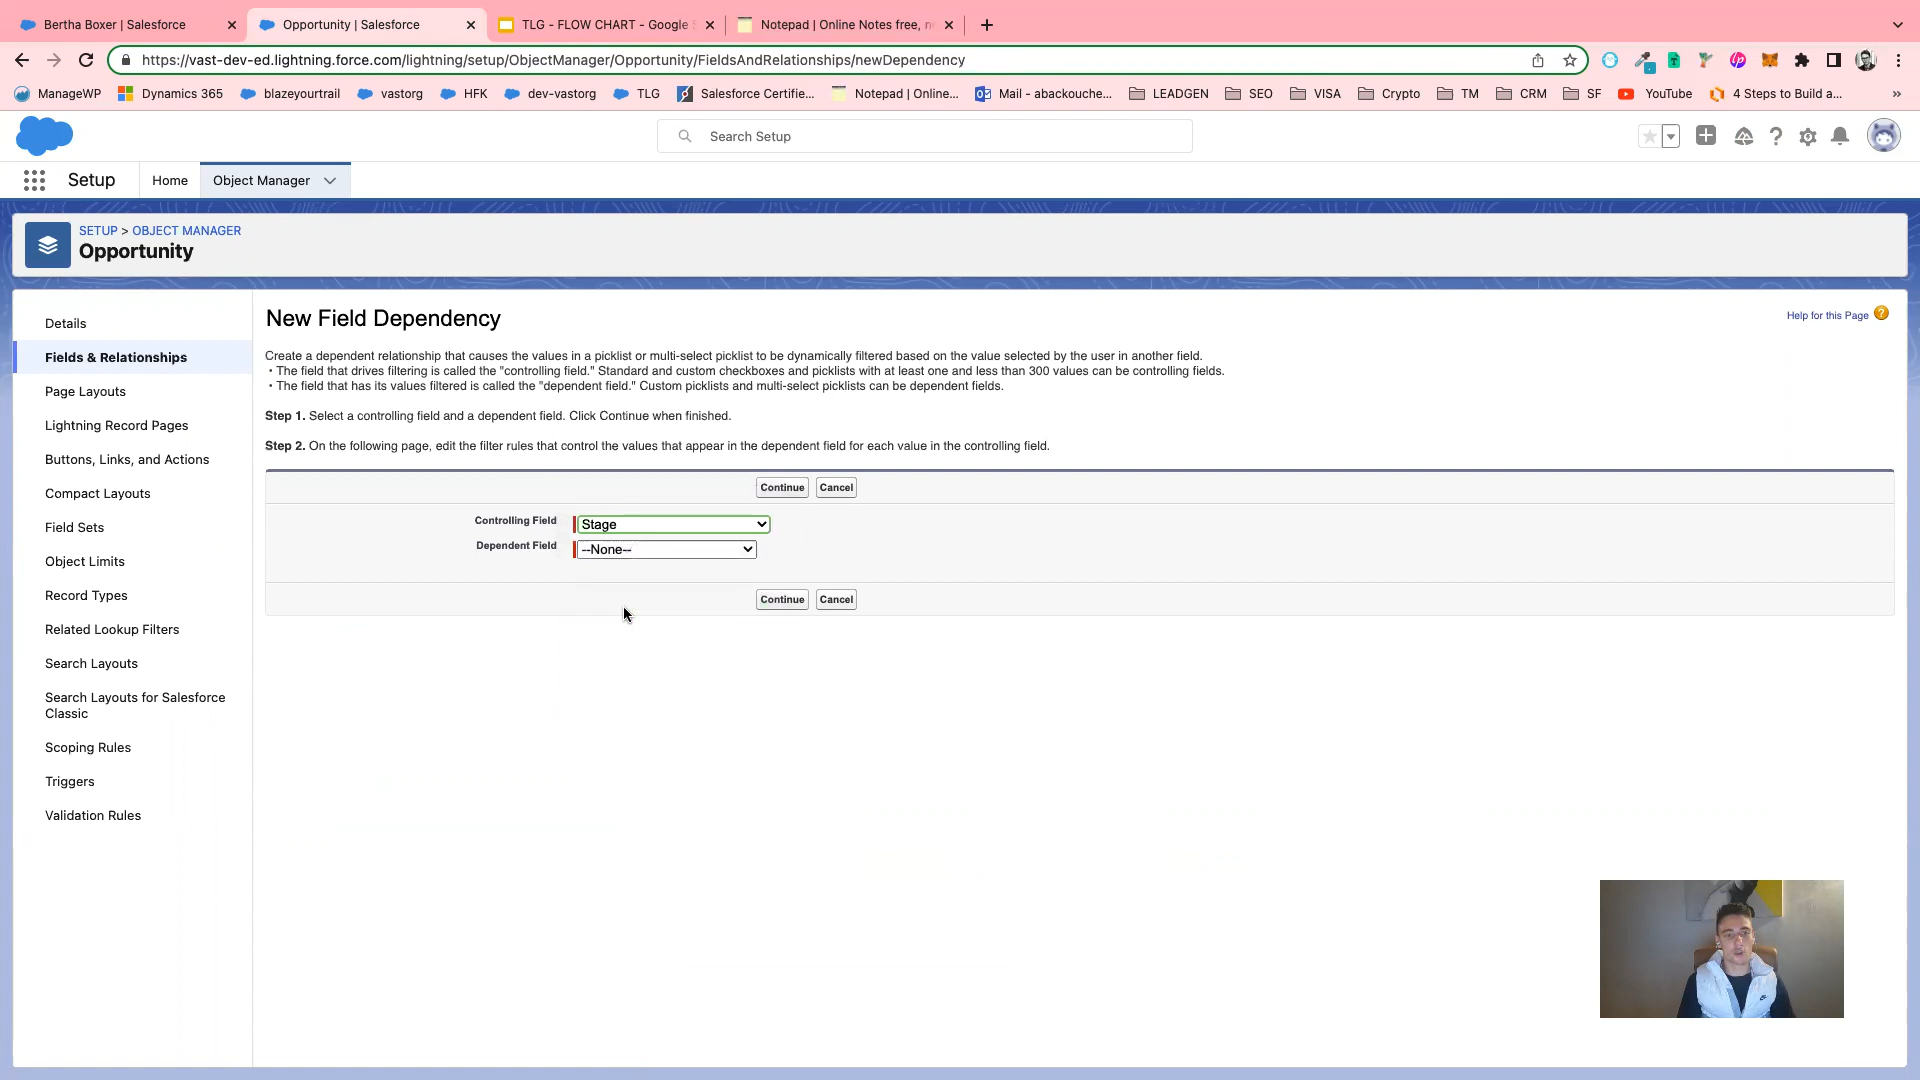 Bertha Boxer | Salesforce
Opportunity | Salesforce
TLG - FLOW CHART - Google
Notepad | Online Notes free, n
https://vast-dev-ed.lightning.force.com/lightning/setup/ObjectManager/Opportunity/FieldsAndRelationships/newDependency
ManageWP
Dynamics 365
blazeyourtrail
vastorg
HFK
dev-vastorg
TLG
Salesforce Certifie...
Notepad | Online...
Mail - abackouche...
LEADGEN
SEO
VISA
Crypto
TM
CRM
SF
YouTube
4 Steps to Build a...
»
Search Setup
Setup
Home
Object Manager
SETUP > OBJECT MANAGER
Opportunity
Details
Fields & Relationships
Page Layouts
Lightning Record Pages
Buttons, Links, and Actions
Compact Layouts
Field Sets
Object Limits
Record Types
Related Lookup Filters
Search Layouts
Search Layouts for Salesforce
Classic
Scoping Rules
Triggers
Validation Rules
New Field Dependency
Help for this Page ?
Create a dependent relationship that causes the values in a picklist or multi-select picklist to be dynamically filtered based on the value selected by the user in another field.
• The field that drives filtering is called the "controlling field." Standard and custom checkboxes and picklists with at least one and less than 300 values can be controlling fields.
• The field that has its values filtered is called the "dependent field." Custom picklists and multi-select picklists can be dependent fields.
Step 1. Select a controlling field and a dependent field. Click Continue when finished.
Step 2. On the following page, edit the filter rules that control the values that appear in the dependent field for each value in the controlling field.
Continue Cancel
Controlling Field Stage
Dependent Field --None--
Continue Cancel